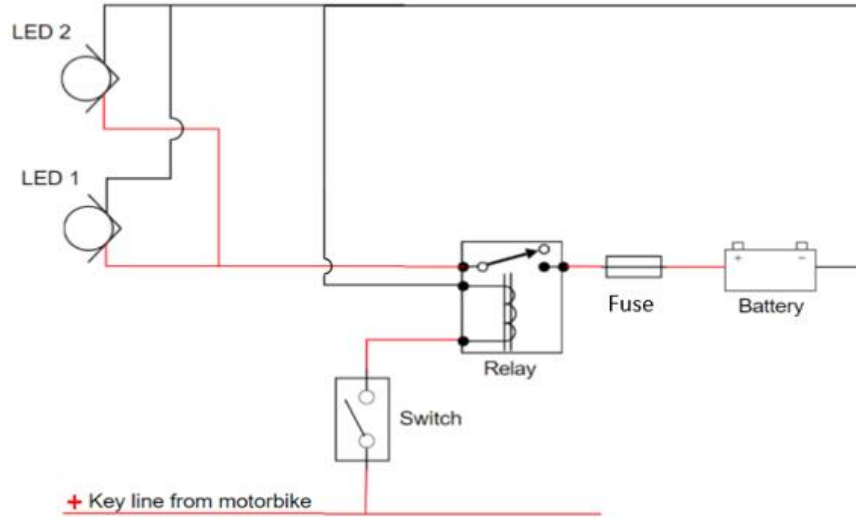 LED 2
LED 1
Fuse
+ -
Battery
Relay
Switch
+ Key line from motorbike